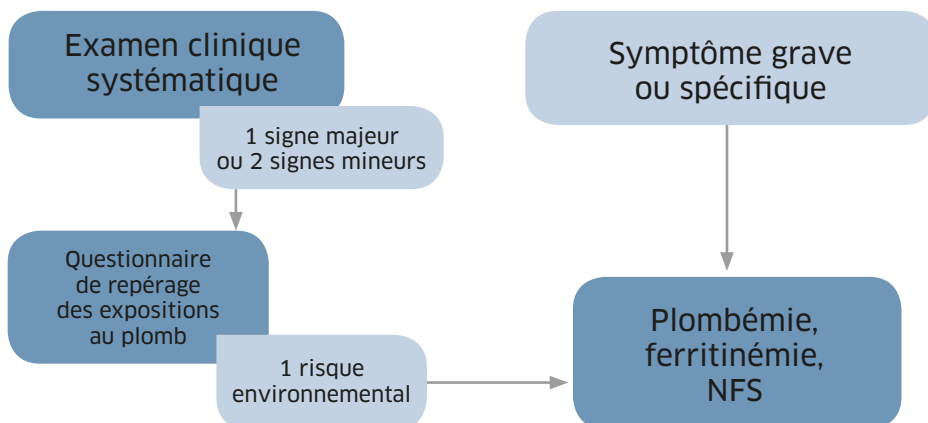 Examen clinique
systématique
1 signe majeur
ou 2 signes mineurs
Questionnaire
de repérage
des expositions
au plomb
1 risque
environnemental
Symptôme grave
ou spécifique
Plombémie,
ferritinémie,
NFS